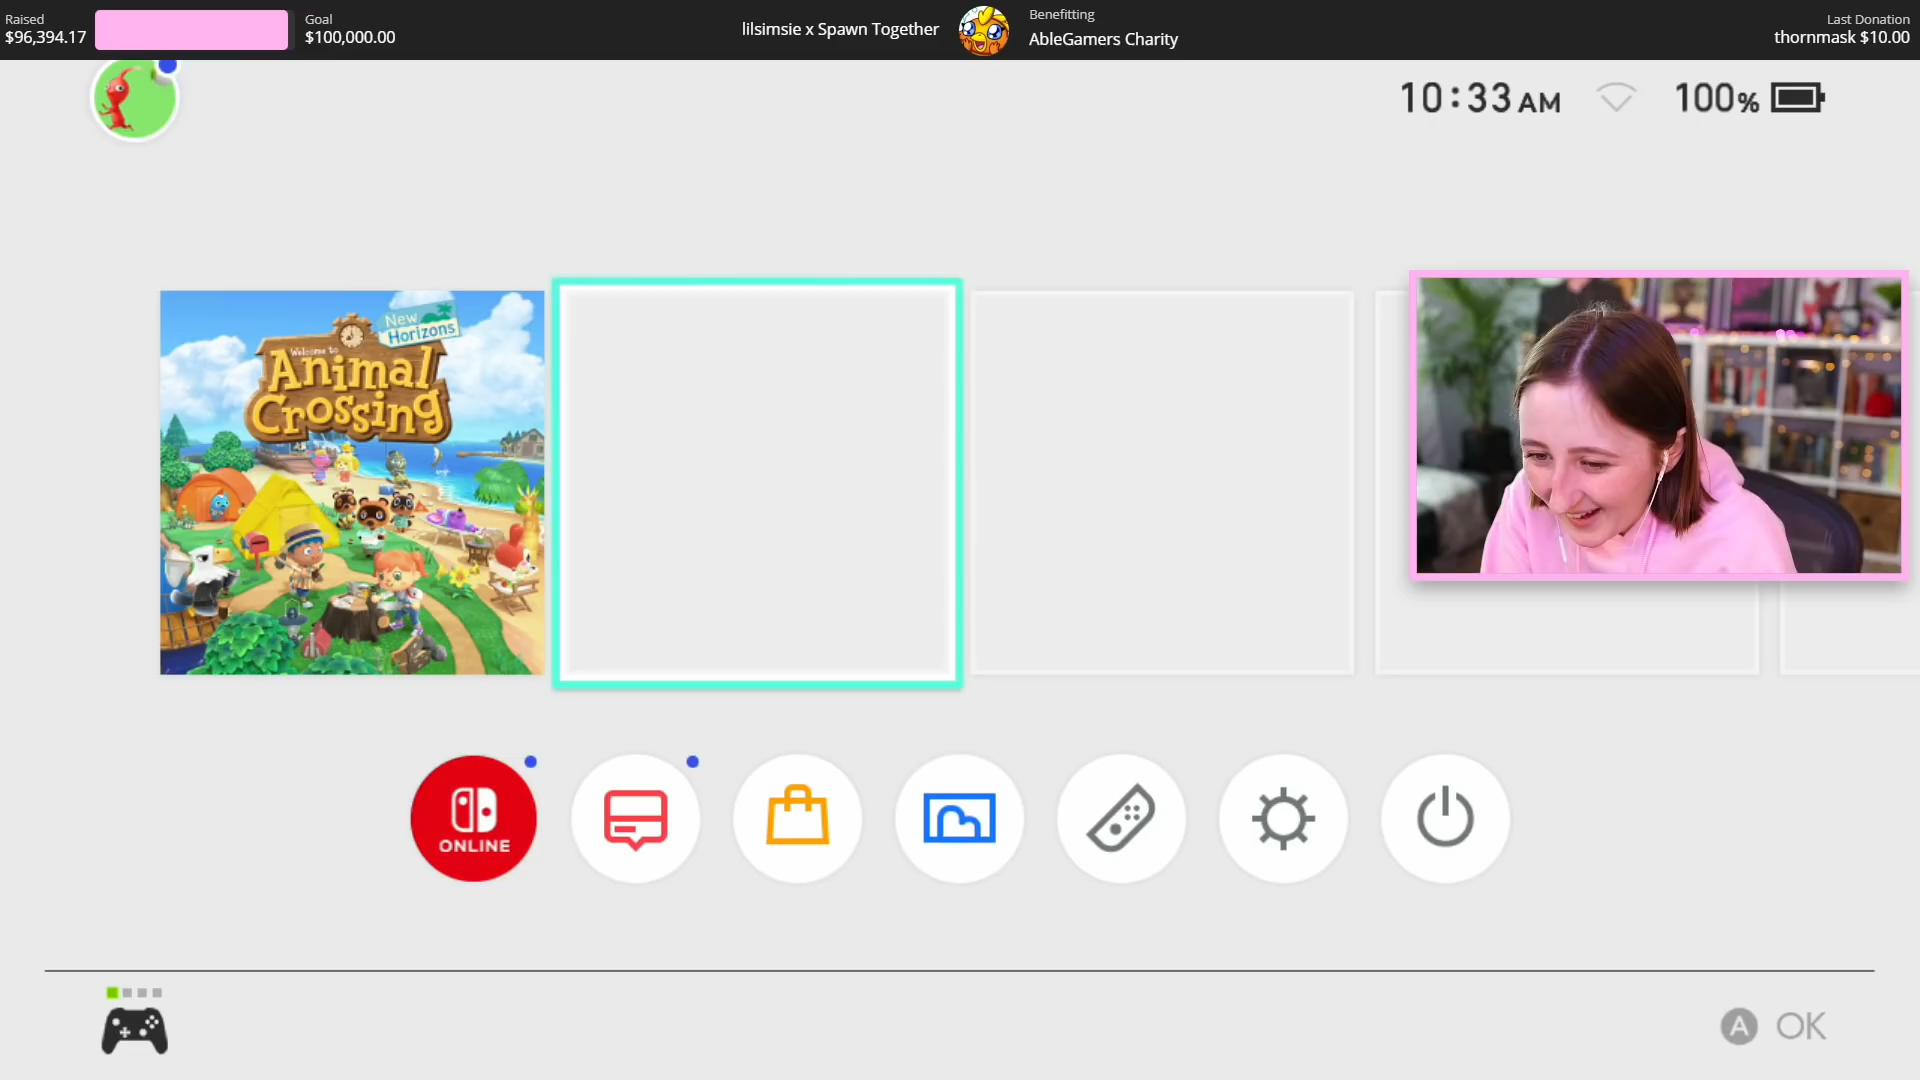 Raised
$96,394.17
Goal
$100,000.00
lilsimsie x Spawn Together
Benefitting
AbleGamers Charity
Last Donation
thornmask $10.00
10:33 AM
100%
New
Horizons
Welcome to
Animal
Crossing
ONLINE
A OK